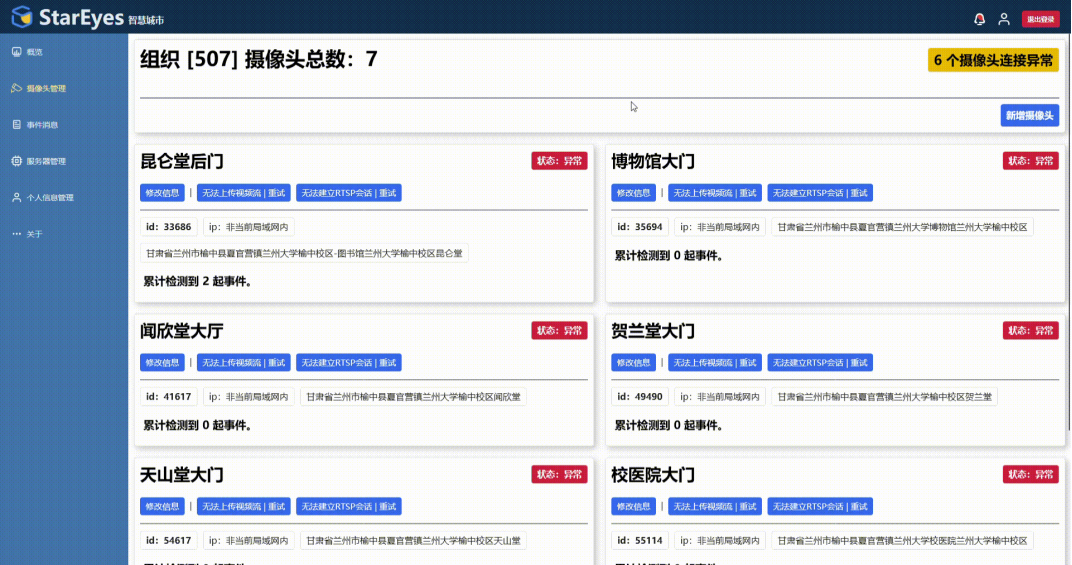 StarEyes 智慧城市
退出登录
概览
摄像头管理
事件消息
服务器管理
个人信息管理
关于
组织 [507] 摄像头总数：7
6 个摄像头连接异常
新增摄像头
昆仑堂后门
状态：异常
修改信息 | 无法上传视频流 | 重试 无法建立RTSP会话 | 重试
id：33686 ip：非当前局域网内
甘肃省兰州市榆中县夏官营镇兰州大学榆中校区-图书馆兰州大学榆中校区昆仑堂
累计检测到 2 起事件。
博物馆大门
状态：异常
修改信息 | 无法上传视频流 | 重试 无法建立RTSP会话 | 重试
id：35694 ip：非当前局域网内 甘肃省兰州市榆中县夏官营镇兰州大学博物馆兰州大学榆中校区
累计检测到 0 起事件。
闻欣堂大厅
状态：异常
修改信息 | 无法上传视频流 | 重试 无法建立RTSP会话 | 重试
id：41617 ip：非当前局域网内 甘肃省兰州市榆中县夏官营镇兰州大学榆中校区闻欣堂
累计检测到 0 起事件。
贺兰堂大门
状态：异常
修改信息 | 无法上传视频流 | 重试 无法建立RTSP会话 | 重试
id：49490 ip：非当前局域网内 甘肃省兰州市榆中县夏官营镇兰州大学榆中校区贺兰堂
累计检测到 0 起事件。
天山堂大门
状态：异常
修改信息 | 无法上传视频流 | 重试 无法建立RTSP会话 | 重试
id：54617 ip：非当前局域网内 甘肃省兰州市榆中县夏官营镇兰州大学榆中校区天山堂
校医院大门
状态：异常
修改信息 | 无法上传视频流 | 重试 无法建立RTSP会话 | 重试
id：55114 ip：非当前局域网内 甘肃省兰州市榆中县夏官营镇兰州大学校医院兰州大学榆中校区